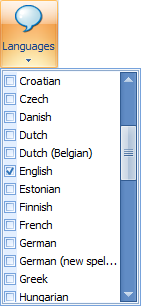 Languages
Croatian
Czech
Danish
Dutch
Dutch (Belgian)
English
Estonian
Finnish
French
German
German (new spel...
Greek
Hungarian